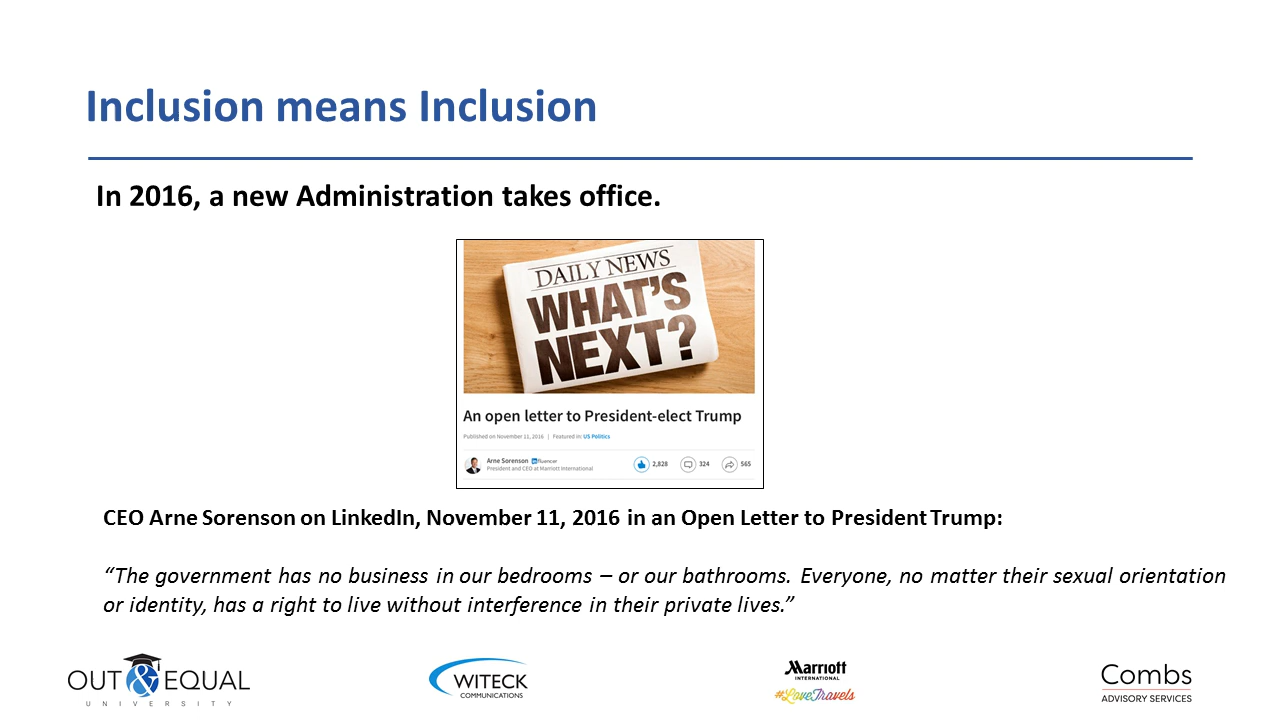 Inclusion means Inclusion
In 2016, a new Administration takes office.
DAILY NEWS
WHAT'S
NEXT?
An open letter to President-elect Trump
Published on November 11, 2016 | Featured in: US Politics
Arne Sorenson influencer
President and CEO at Marriott International
2,828 324 565
CEO Arne Sorenson on LinkedIn, November 11, 2016 in an Open Letter to President Trump:
“The government has no business in our bedrooms – or our bathrooms. Everyone, no matter their sexual orientation
or identity, has a right to live without interference in their private lives.”
OUT & EQUAL
UNIVERSITY
WITECK
COMMUNICATIONS
Marriott
INTERNATIONAL
#LoveTravels
Combs
ADVISORY SERVICES